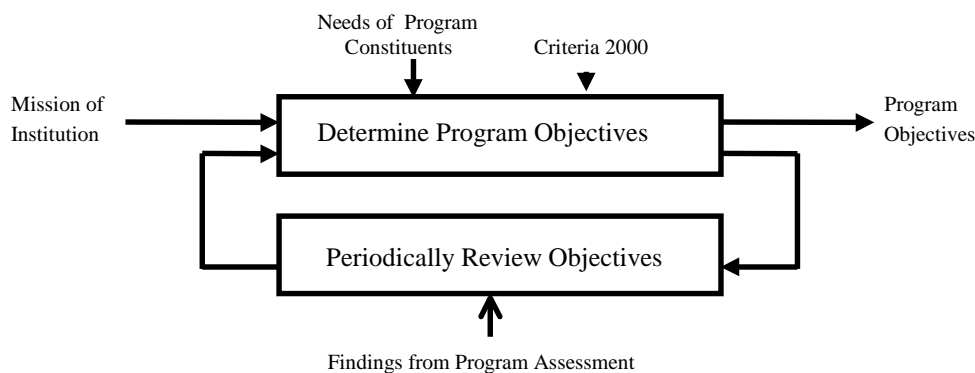 Needs of Program
Constituents
Criteria 2000
Mission of
Institution
Determine Program Objectives
Program
Objectives
Periodically Review Objectives
Findings from Program Assessment